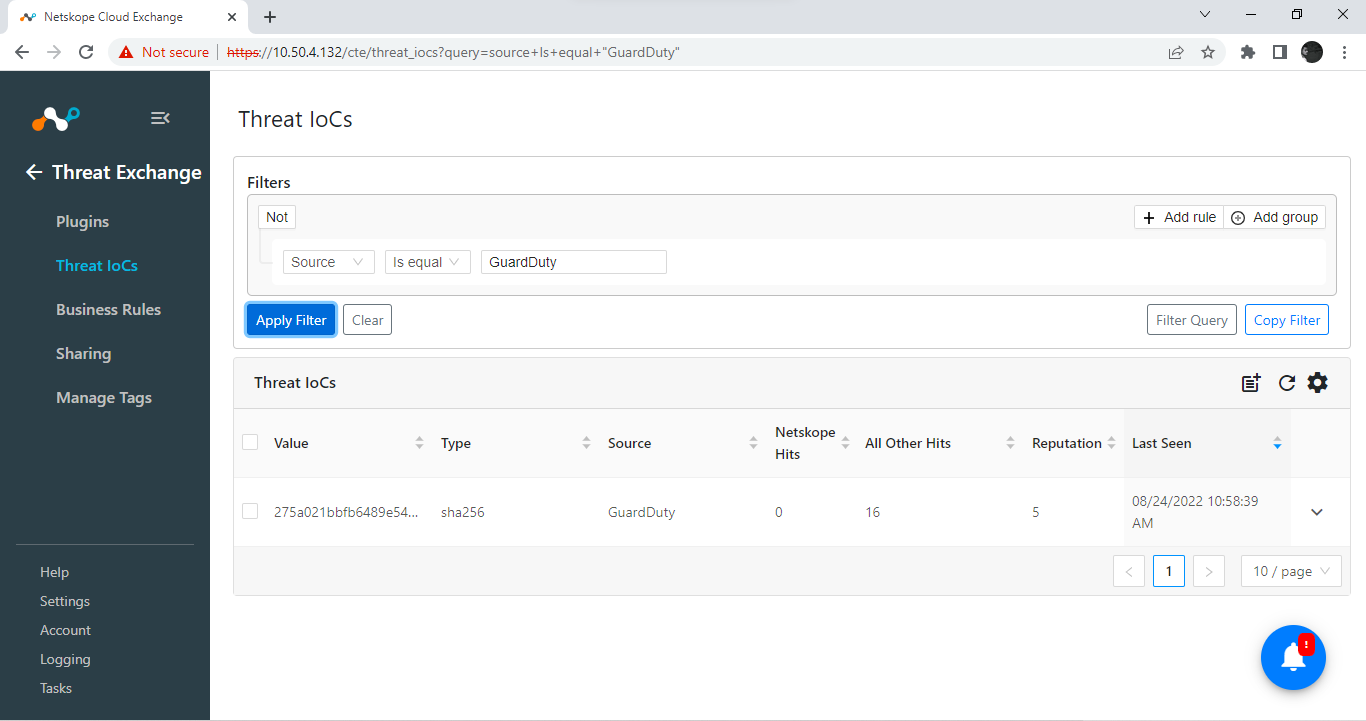 Netskope Cloud Exchange
Not secure
https://10.50.4.132/cte/threat_iocs?query=source+Is+equal+"GuardDuty"
Threat Exchange
Plugins
Threat IoCs
Business Rules
Sharing
Manage Tags
Help
Settings
Account
Logging
Tasks
Threat IoCs
Filters
Not
Add rule
Add group
Source
Is equal
GuardDuty
Apply Filter
Clear
Filter Query
Copy Filter
Threat IoCs
Value
Type
Source
Netskope
Hits
All Other Hits
Reputation
Last Seen
275a021bbfb6489e54...
sha256
GuardDuty
0
16
5
08/24/2022 10:58:39
AM
1
10 / page
!